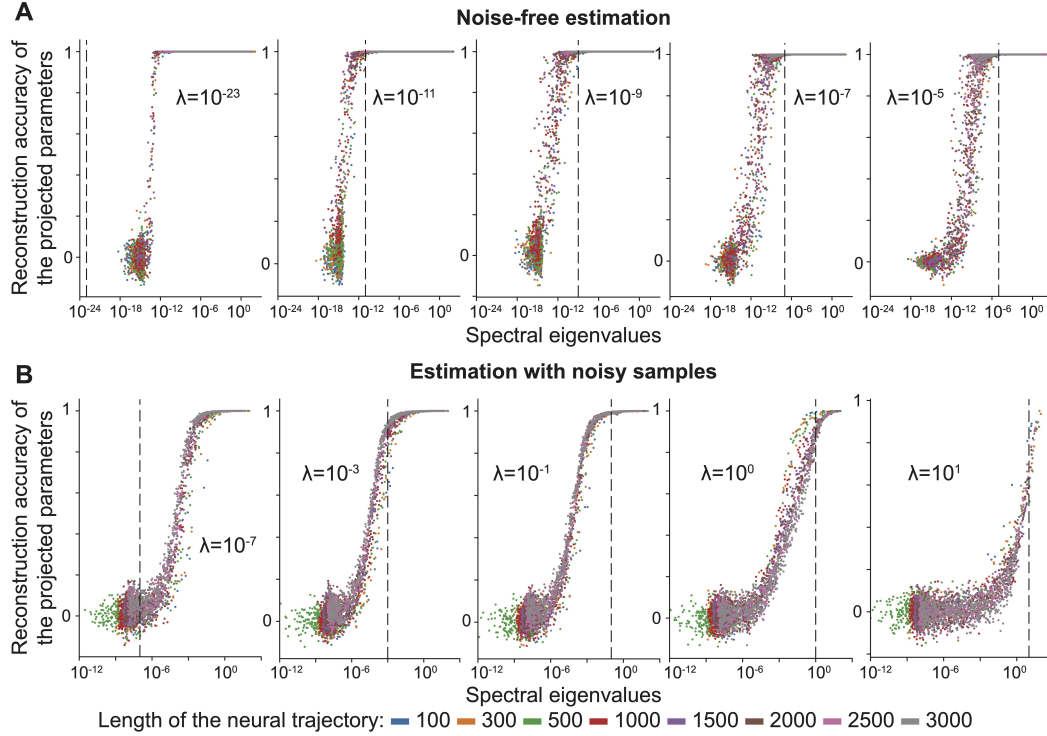 A
Noise-free estimation
Reconstruction accuracy of
the projected parameters
1
0
λ=10-23
10-24 10-18 10-12 10-6 100
1
0
λ=10-11
10-24 10-18 10-12 10-6 100
1
0
λ=10-9
10-24 10-18 10-12 10-6 100
1
0
λ=10-7
10-24 10-18 10-12 10-6 100
1
0
λ=10-5
10-24 10-18 10-12 10-6 100
Spectral eigenvalues
B
Estimation with noisy samples
Reconstruction accuracy of
the projected parameters
1
0
λ=10-7
10-12 10-6 100
1
0
λ=10-3
10-12 10-6 100
1
0
λ=10-1
10-12 10-6 100
1
0
λ=100
10-12 10-6 100
1
0
λ=101
10-12 10-6 100
Spectral eigenvalues
Length of the neural trajectory: 100 300 500 1000 1500 2000 2500 3000